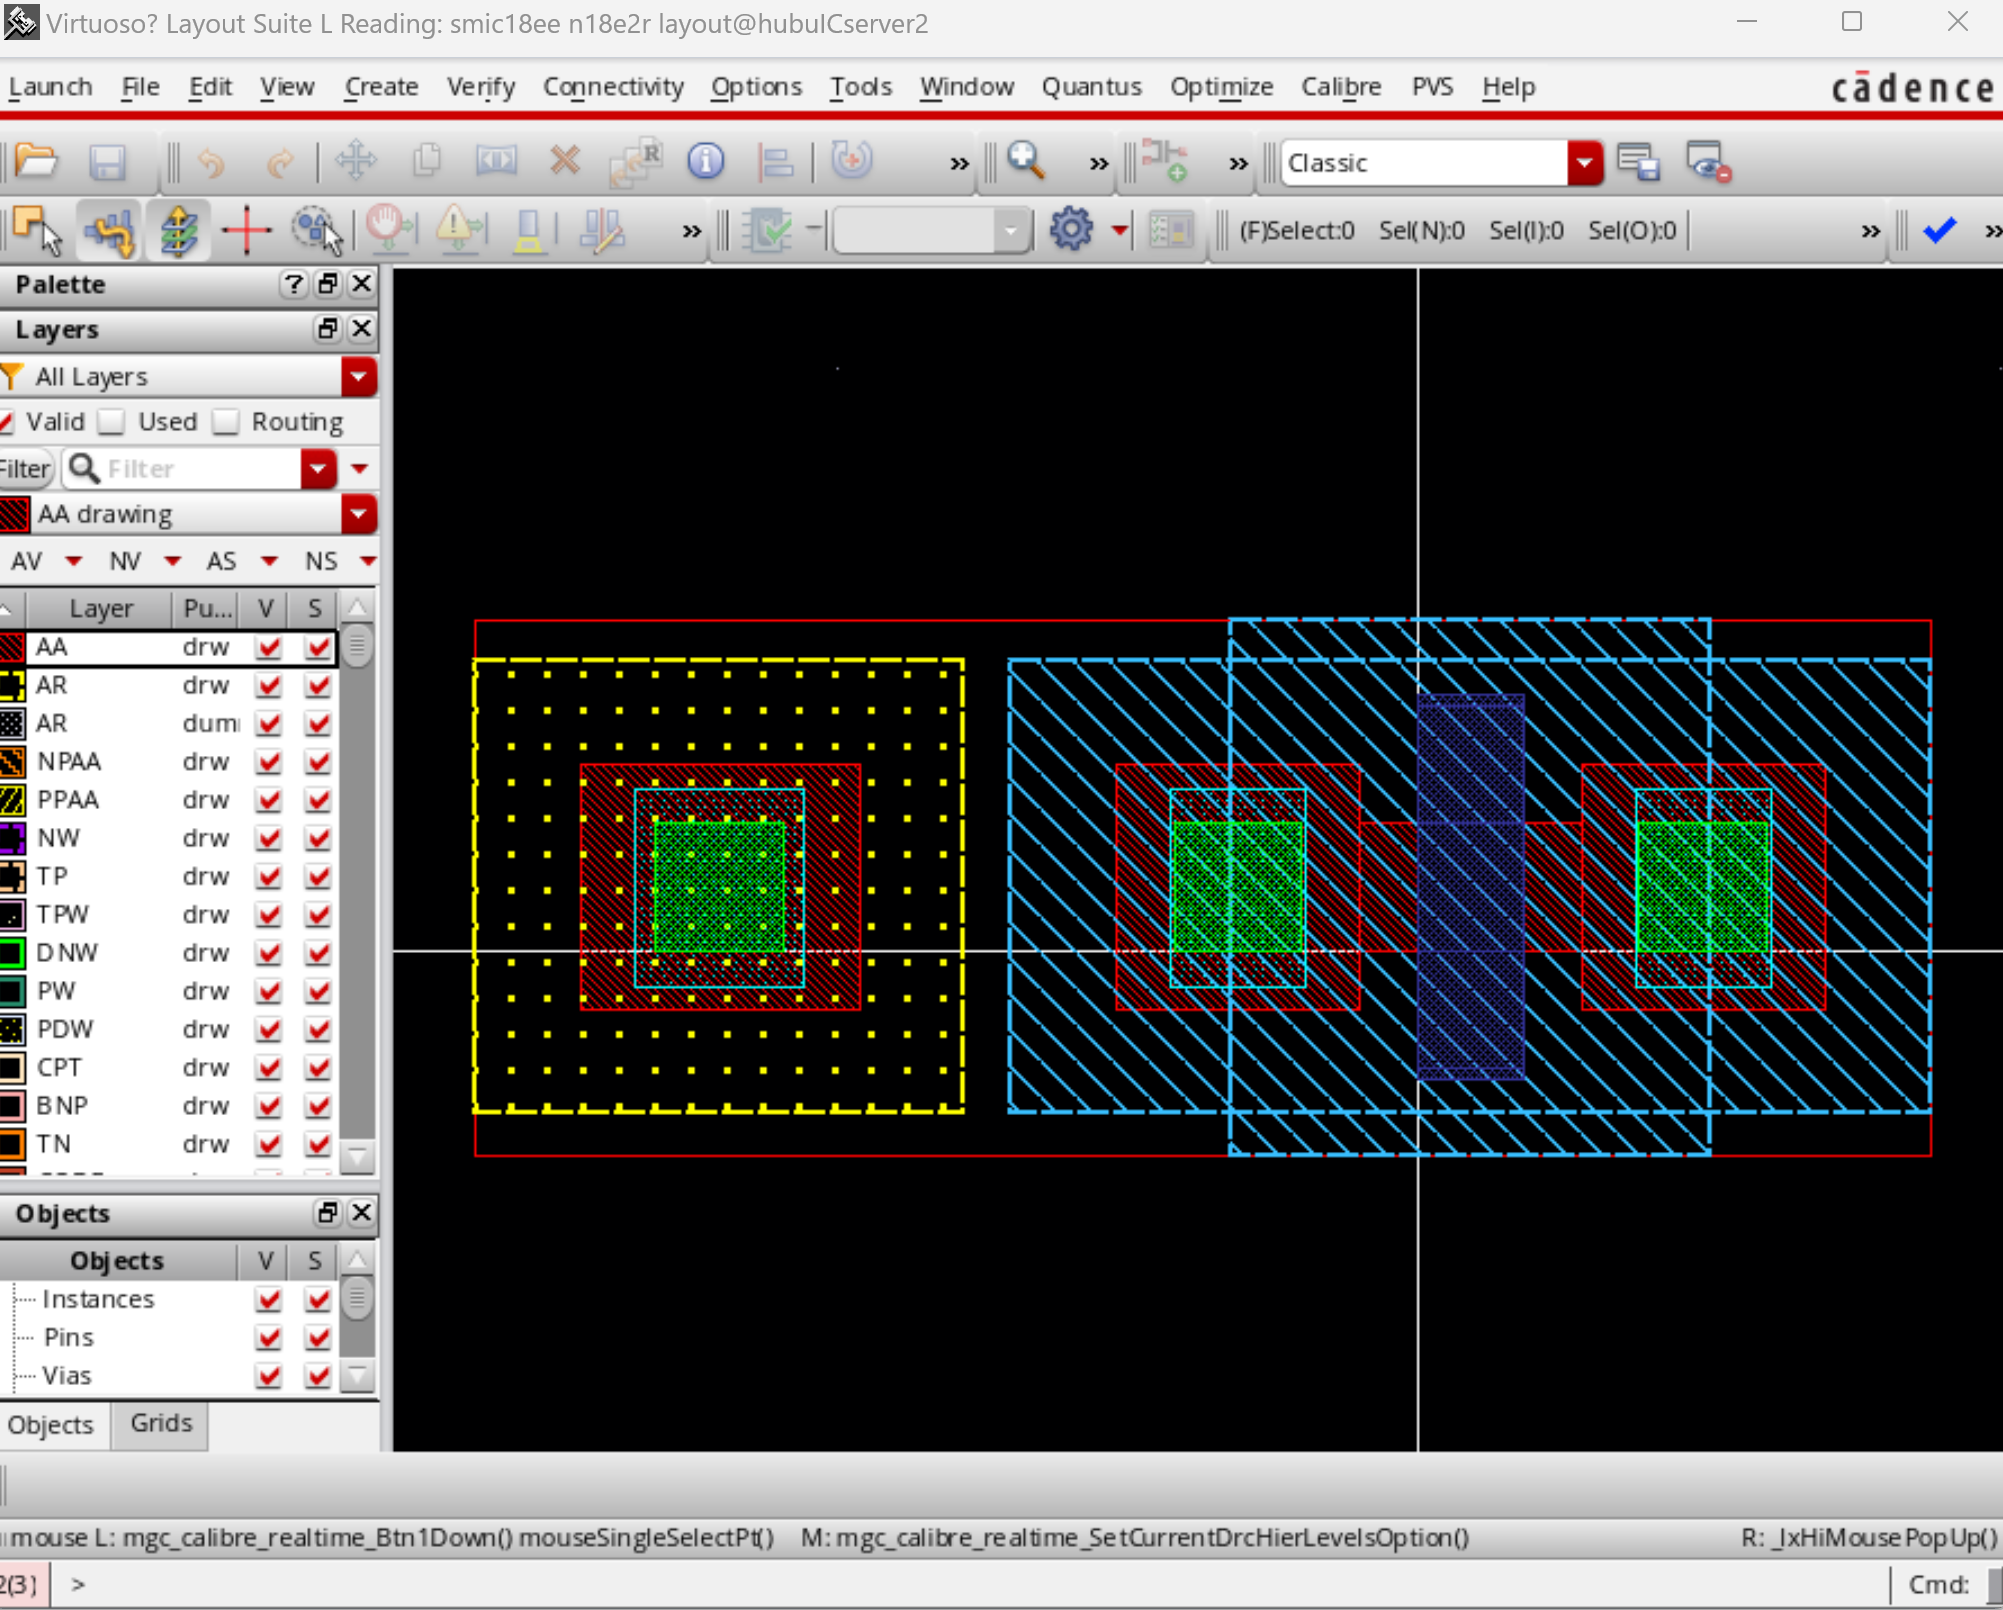 Virtuoso? Layout Suite L Reading: smic18ee n18e2r layout@hubuICserver2
Launch File Edit View Create Verify Connectivity Options Tools Window Quantus Optimize Calibre PVS Help cādence
R » » » Classic
» (F)Select:0 Sel(N):0 Sel(I):0 Sel(O):0 » »
Palette ?
Layers
All Layers
Valid Used Routing
Filter Filter
AA drawing
AV NV AS NS
Layer Pu... V S
AA drw
AR drw
AR dum
NPAA drw
PPAA drw
NW drw
TP drw
TPW drw
DNW drw
PW drw
PDW drw
CPT drw
BNP drw
TN drw
Objects
Objects V S
Instances
Pins
Vias
Objects Grids
mouse L: mgc_calibre_realtime_Btn1Down() mouseSingleSelectPt() M: mgc_calibre_realtime_SetCurrentDrcHierLevelsOption() R: _lxHiMousePopUp()
2(3) > Cmd: